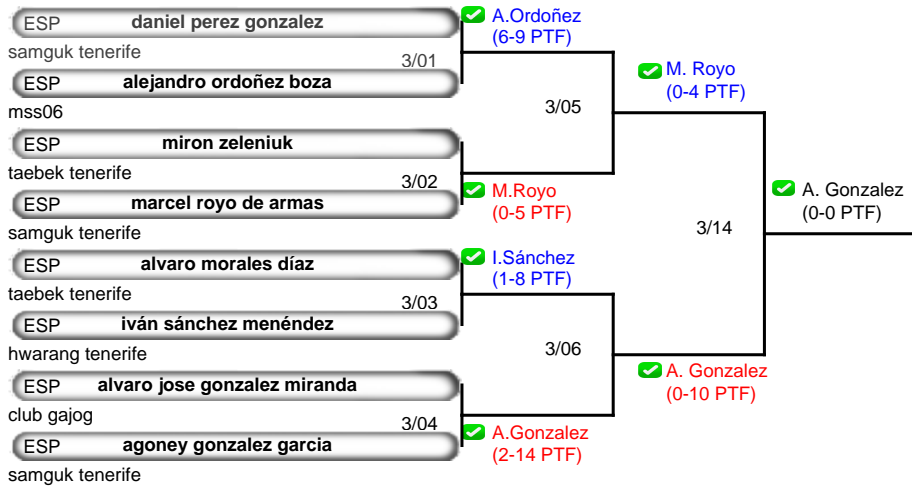 ESP daniel perez gonzalez
samguk tenerife
3/01
ESP alejandro ordoñez boza
mss06
A.Ordoñez
(6-9 PTF)
ESP miron zeleniuk
taebek tenerife
3/02
ESP marcel royo de armas
samguk tenerife
M.Royo
(0-5 PTF)
3/05
M. Royo
(0-4 PTF)
ESP alvaro morales díaz
taebek tenerife
3/03
ESP iván sánchez menéndez
hwarang tenerife
I.Sánchez
(1-8 PTF)
ESP alvaro jose gonzalez miranda
club gajog
3/04
ESP agoney gonzalez garcia
samguk tenerife
A.Gonzalez
(2-14 PTF)
3/06
A. Gonzalez
(0-10 PTF)
3/14
A. Gonzalez
(0-0 PTF)